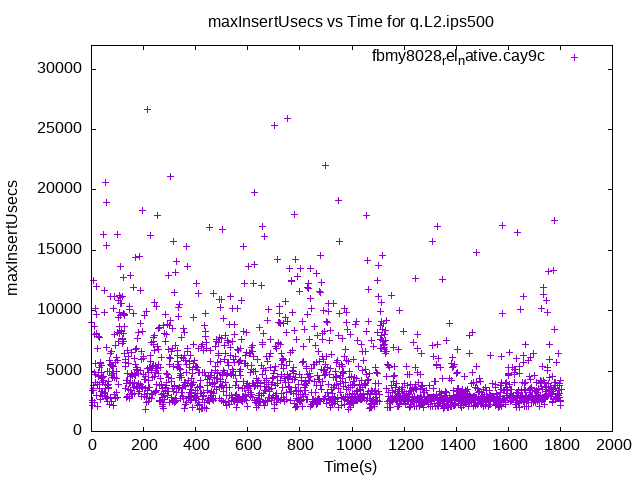 maxInsertUsecs vs Time for q.L2.ips500
fbmy8028relnative.cay9c
30000
25000
20000
15000
10000
5000
0
maxInsertUsecs
0 200 400 600 800 1000 1200 1400 1600 1800 2000
Time(s)